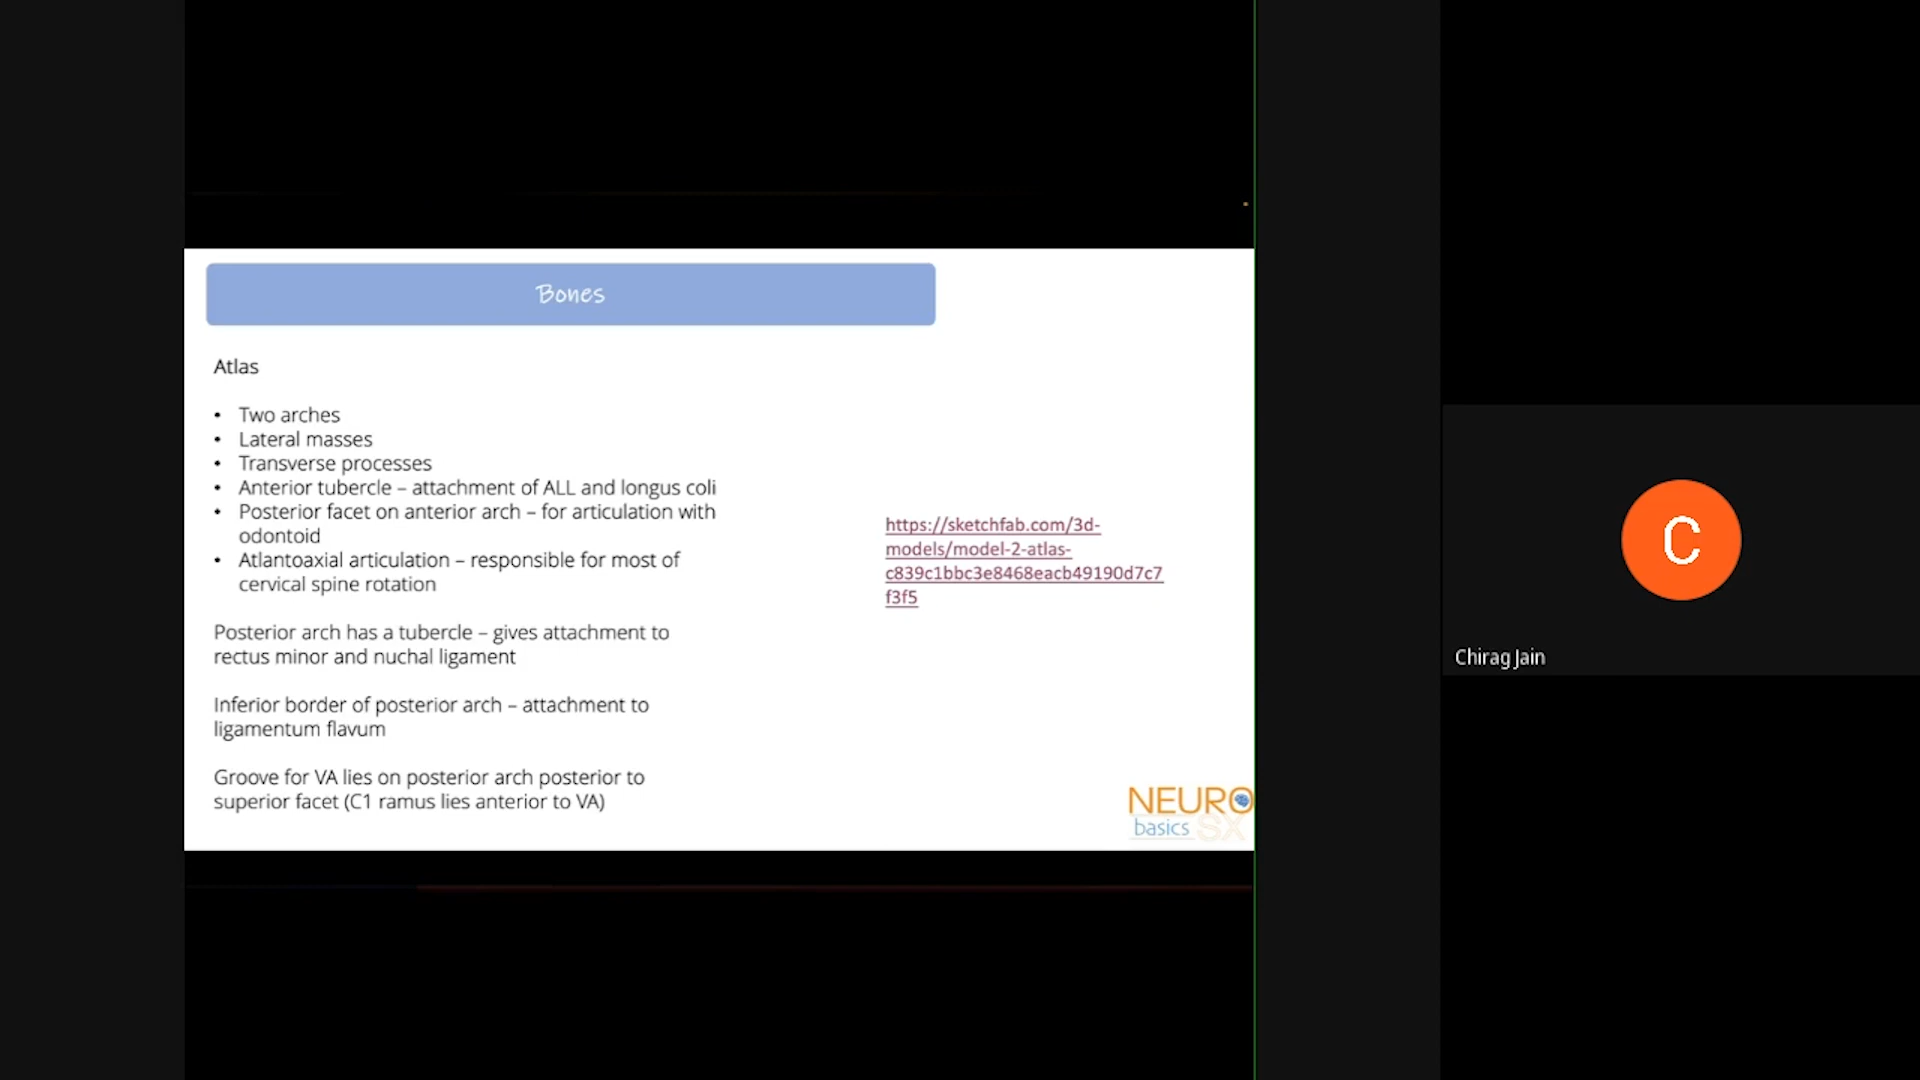 Bones
Atlas
• Two arches
• Lateral masses
• Transverse processes
• Anterior tubercle – attachment of ALL and longus coli
• Posterior facet on anterior arch – for articulation with
odontoid
• Atlantoaxial articulation – responsible for most of
cervical spine rotation
Posterior arch has a tubercle – gives attachment to
rectus minor and nuchal ligament
Inferior border of posterior arch – attachment to
ligamentum flavum
Groove for VA lies on posterior arch posterior to
superior facet (C1 ramus lies anterior to VA)
https://sketchfab.com/3d-
models/model-2-atlas-
c839c1bbc3e8468eacb49190d7c7
f3f5
NEURO
basics SX
C
Chirag Jain